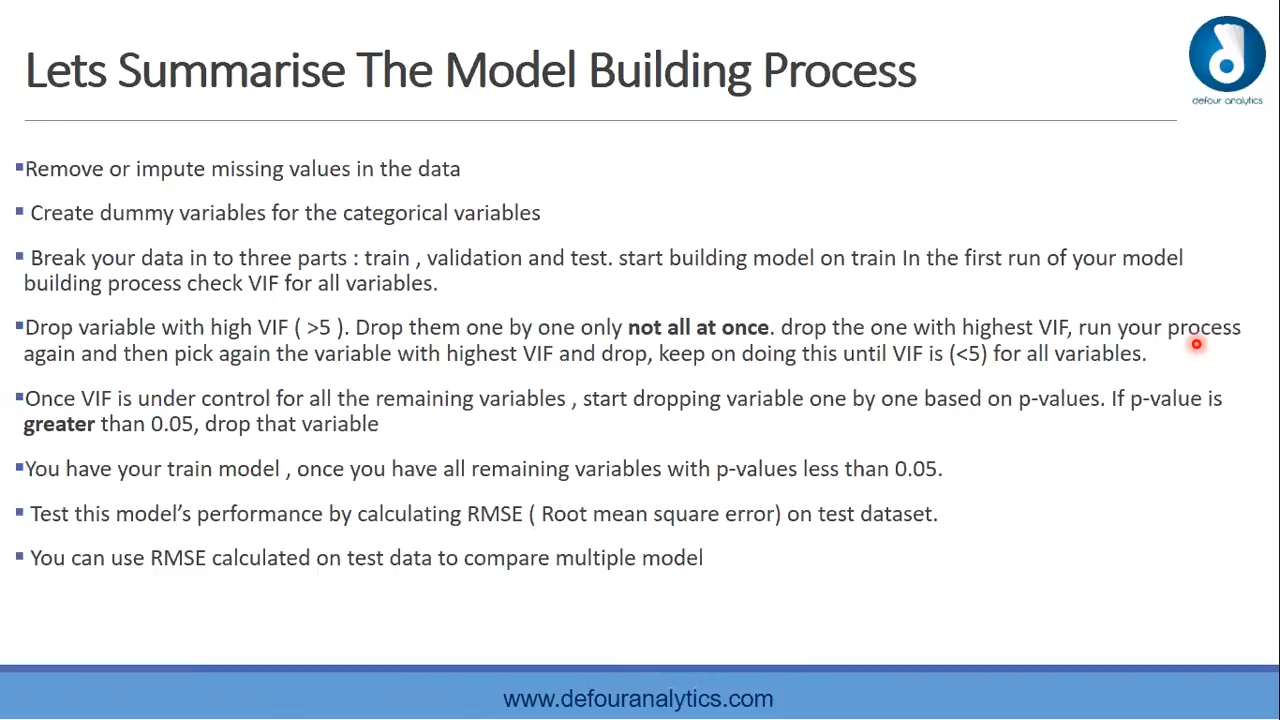 Lets Summarise The Model Building Process
defour analytics
Remove or impute missing values in the data
Create dummy variables for the categorical variables
Break your data in to three parts : train , validation and test. start building model on train In the first run of your model
building process check VIF for all variables.
Drop variable with high VIF ( >5 ). Drop them one by one only not all at once. drop the one with highest VIF, run your process
again and then pick again the variable with highest VIF and drop, keep on doing this until VIF is (<5) for all variables.
Once VIF is under control for all the remaining variables , start dropping variable one by one based on p-values. If p-value is
greater than 0.05, drop that variable
You have your train model , once you have all remaining variables with p-values less than 0.05.
Test this model’s performance by calculating RMSE ( Root mean square error) on test dataset.
You can use RMSE calculated on test data to compare multiple model
www.defouranalytics.com